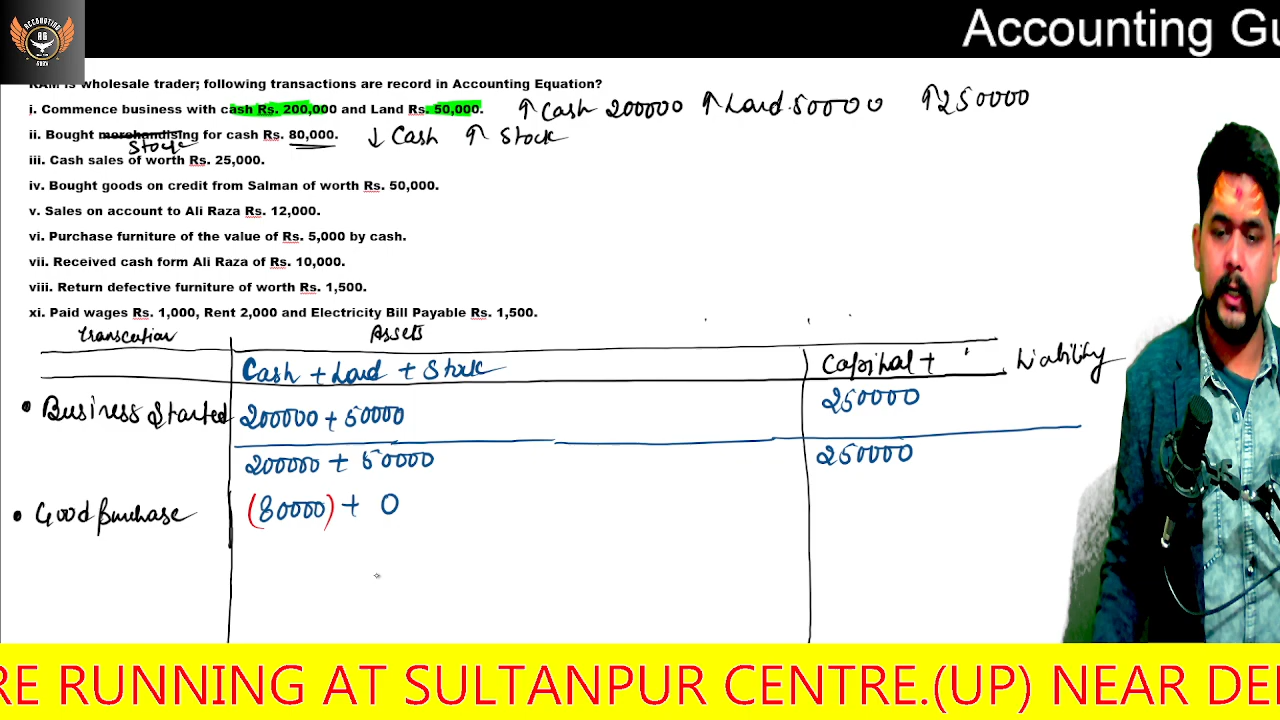 Accounting Gu
ACCOUNTING
AG
GURU
RAM is wholesale trader; following transactions are record in Accounting Equation?
i. Commence business with cash Rs. 200,000 and Land Rs. 50,000. ↑ Cash 200000 ↑ Land 50000 ↑ 250000
ii. Bought merchandising for cash Rs. 80,000. ↓ Cash ↑ Stock
Stock
iii. Cash sales of worth Rs. 25,000.
iv. Bought goods on credit from Salman of worth Rs. 50,000.
v. Sales on account to Ali Raza Rs. 12,000.
vi. Purchase furniture of the value of Rs. 5,000 by cash.
vii. Received cash form Ali Raza of Rs. 10,000.
viii. Return defective furniture of worth Rs. 1,500.
xi. Paid wages Rs. 1,000, Rent 2,000 and Electricity Bill Payable Rs. 1,500.
Transcation Assets
Cash + Land + Stock Capital + Liability
• Business Started 200000 + 50000 250000
200000 + 50000 250000
• Good Purchase (80000) + 0
RE RUNNING AT SULTANPUR CENTRE.(UP) NEAR DE